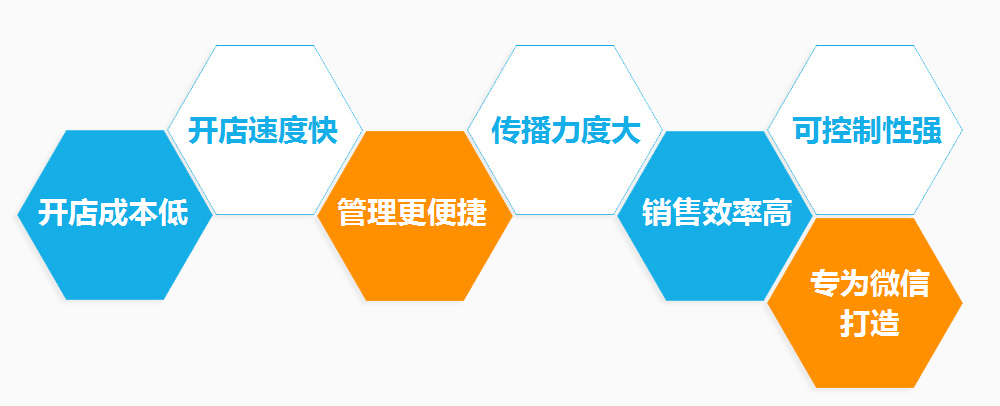 开店成本低
开店速度快
管理更便捷
传播力度大
销售效率高
可控制性强
专为微信
打造